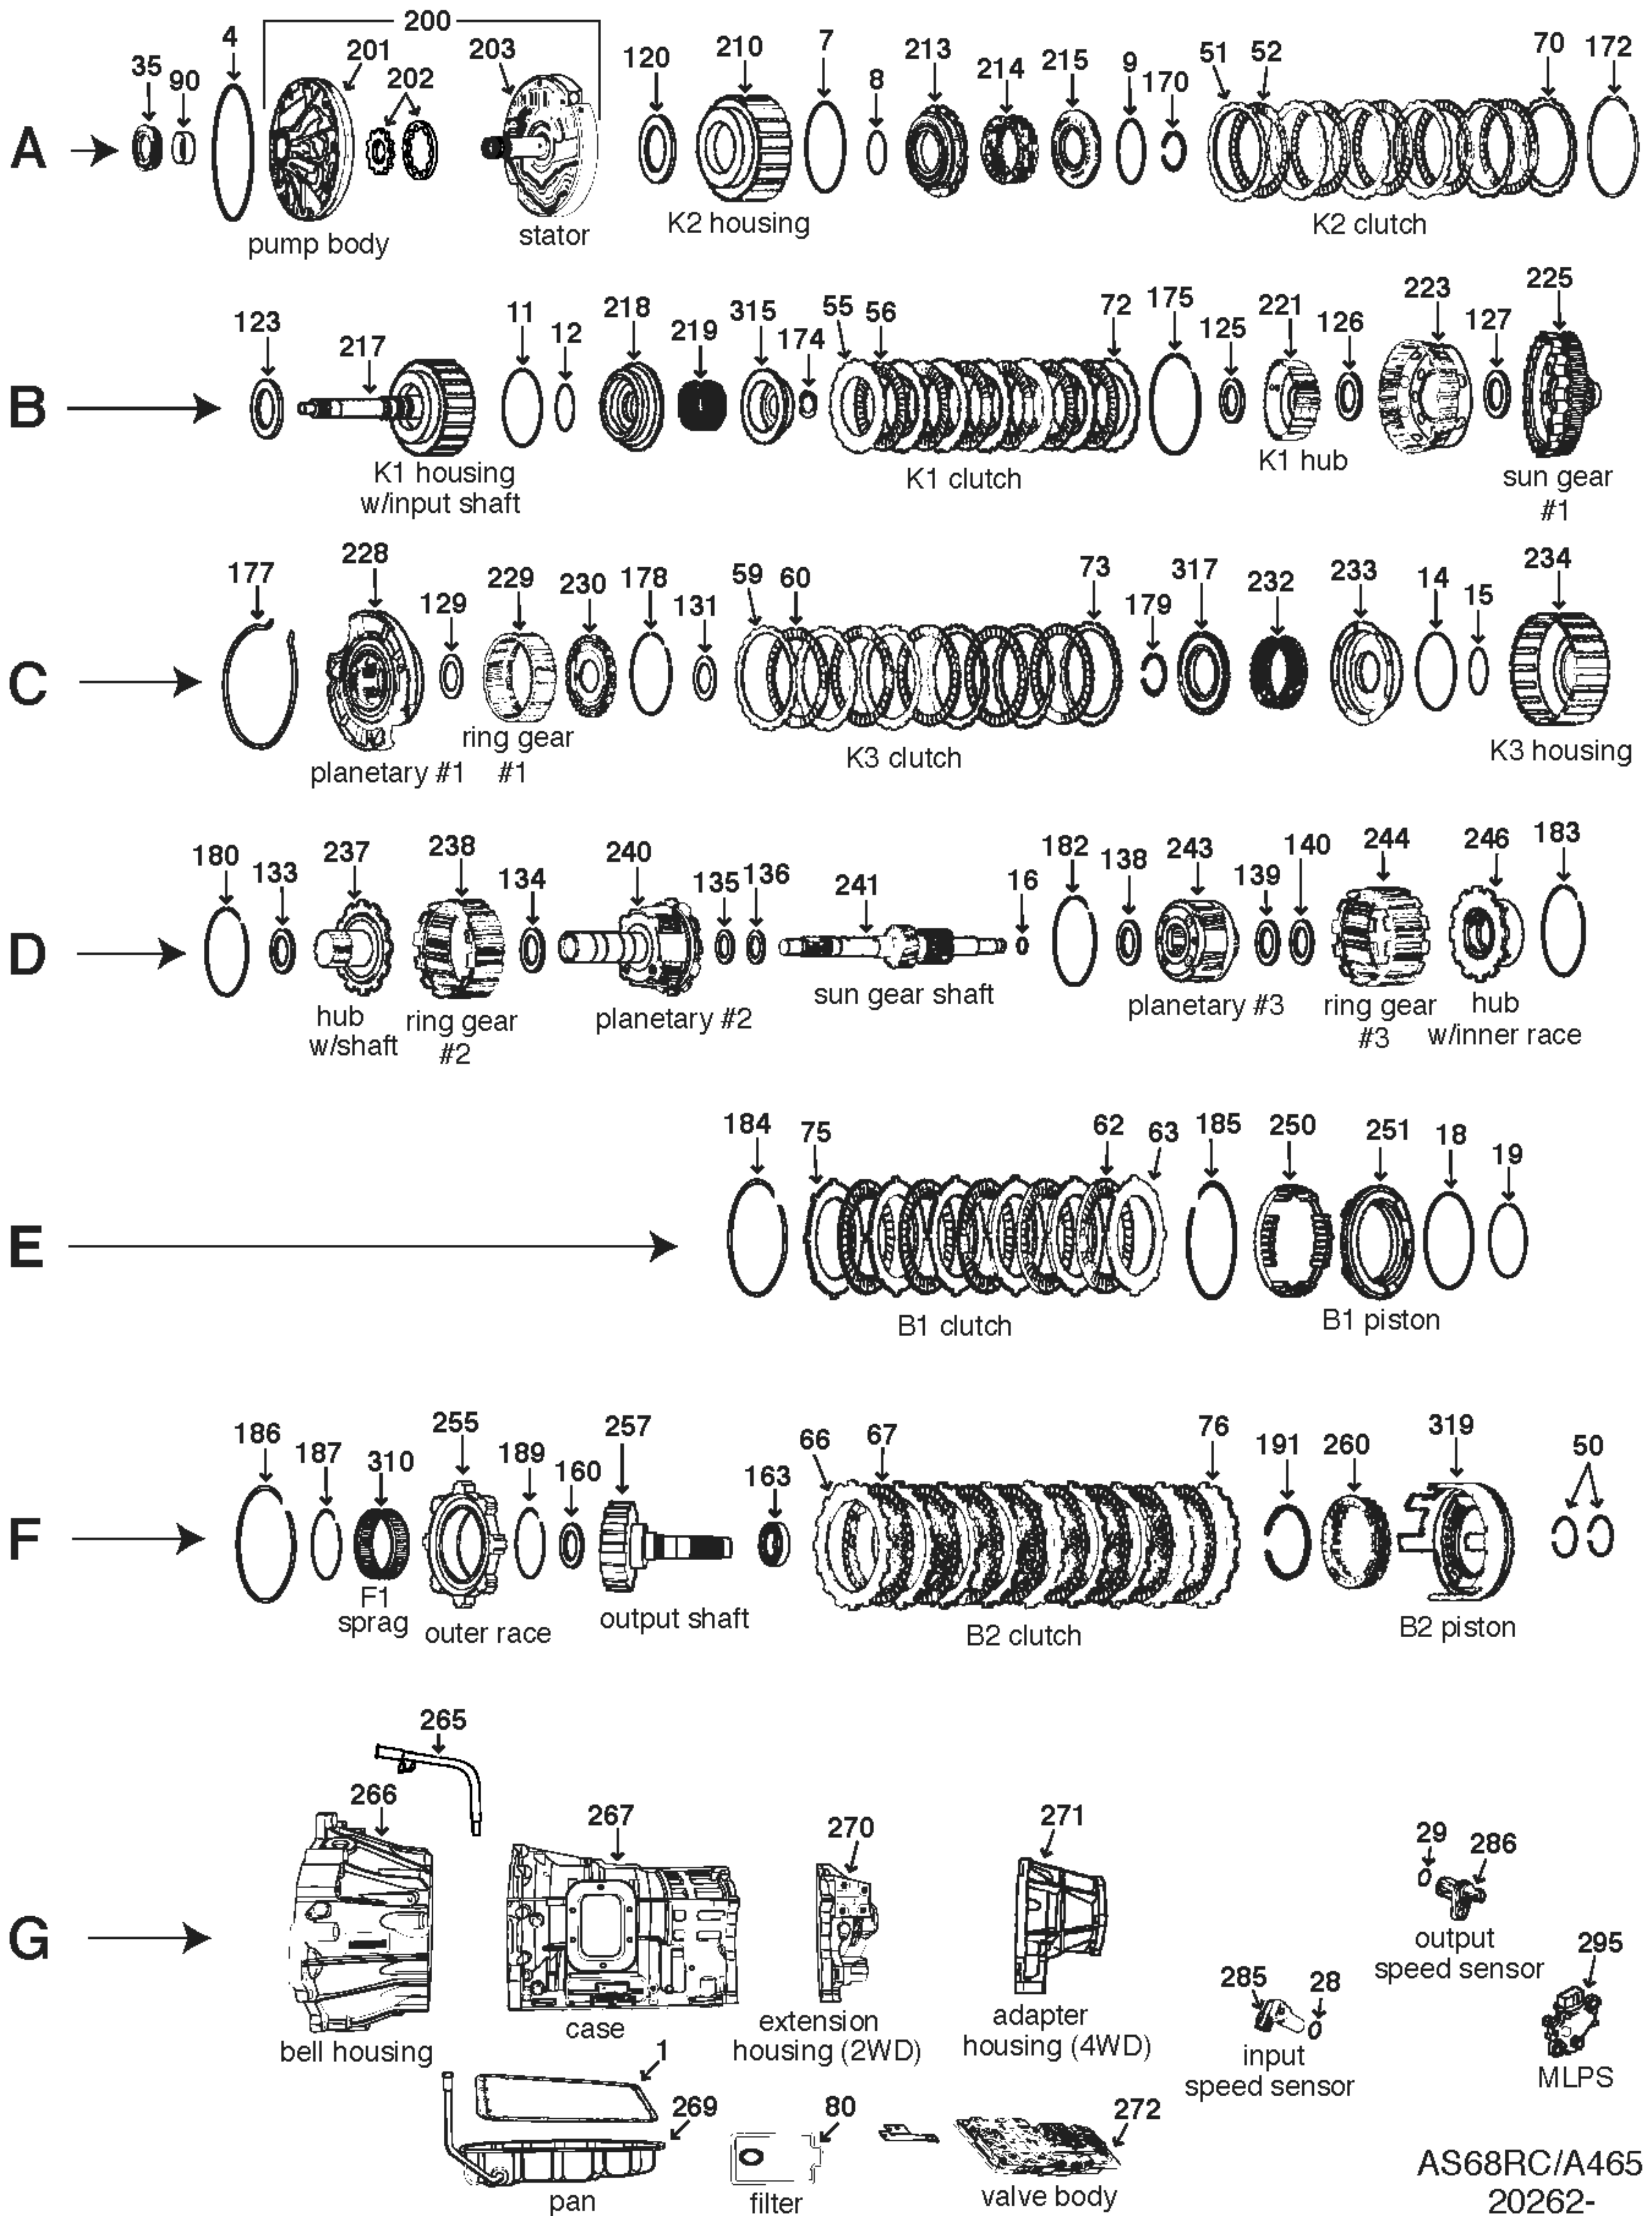 200
4 201 203 210 7 213 51 52 70 172
35 90 202 120 8 214 215 9 170
A
pump body stator K2 housing K2 clutch
123 217 11 12 218 219 315 174 55 56 72 175 125 221 126 223 127 225
B
K1 housing
w/input shaft
K1 clutch K1 hub sun gear
#1
177 228 129 229 230 178 131 59 60 73 179 317 232 233 14 15 234
C
planetary #1 ring gear
#1
K3 clutch K3 housing
180 133 237 238 134 240 135 136 241 16 182 138 243 139 140 244 246 183
D
hub
w/shaft
ring gear
#2
planetary #2 sun gear shaft planetary #3 ring gear
#3
hub
w/inner race
184 75 62 63 185 250 251 18 19
E
B1 clutch B1 piston
186 187 310 255 189 160 257 163 66 67 76 191 260 319 50
F
F1
sprag
outer race output shaft B2 clutch B2 piston
265
266 267 270 271 29 286
G
output
speed sensor
295
285 28
bell housing case extension
housing (2WD)
adapter
housing (4WD)
input
speed sensor
MLPS
1
269 80 272
pan filter valve body
AS68RC/A465
20262-